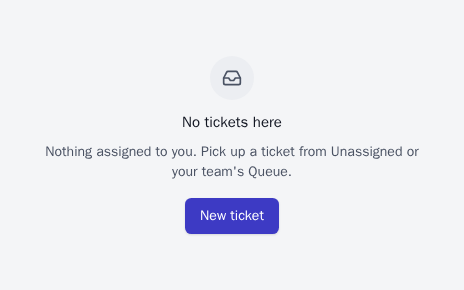 No tickets here
Nothing assigned to you. Pick up a ticket from Unassigned or
your team's Queue.
New ticket